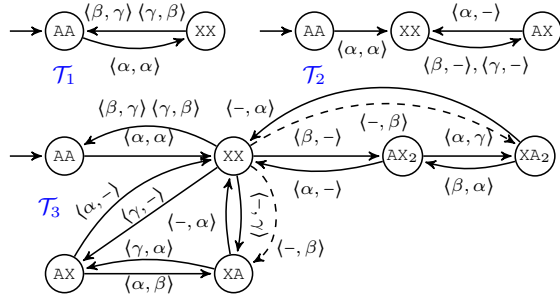 ⟨β, γ⟩ ⟨γ, β⟩
AA XX
⟨α, α⟩
𝒯₁
⟨α, −⟩
AA XX AX
⟨α, α⟩
⟨β, −⟩, ⟨γ, −⟩
𝒯₂
⟨β, γ⟩ ⟨γ, β⟩
⟨−, α⟩
⟨α, α⟩ ⟨β, −⟩ ⟨−, β⟩ ⟨α, γ⟩
AA XX AX₂ XA₂
⟨α, −⟩ ⟨β, α⟩
𝒯₃
⟨α, −⟩ ⟨γ, −⟩ ⟨−, α⟩ ⟨−, γ⟩
⟨−, β⟩
⟨γ, α⟩
AX XA
⟨α, β⟩